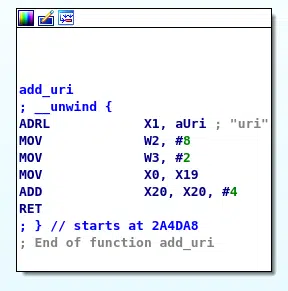 add_uri
; __unwind {
ADRL X1, aUri ; "uri"
MOV W2, #8
MOV W3, #2
MOV X0, X19
ADD X20, X20, #4
RET
; } // starts at 2A4DA8
; End of function add_uri